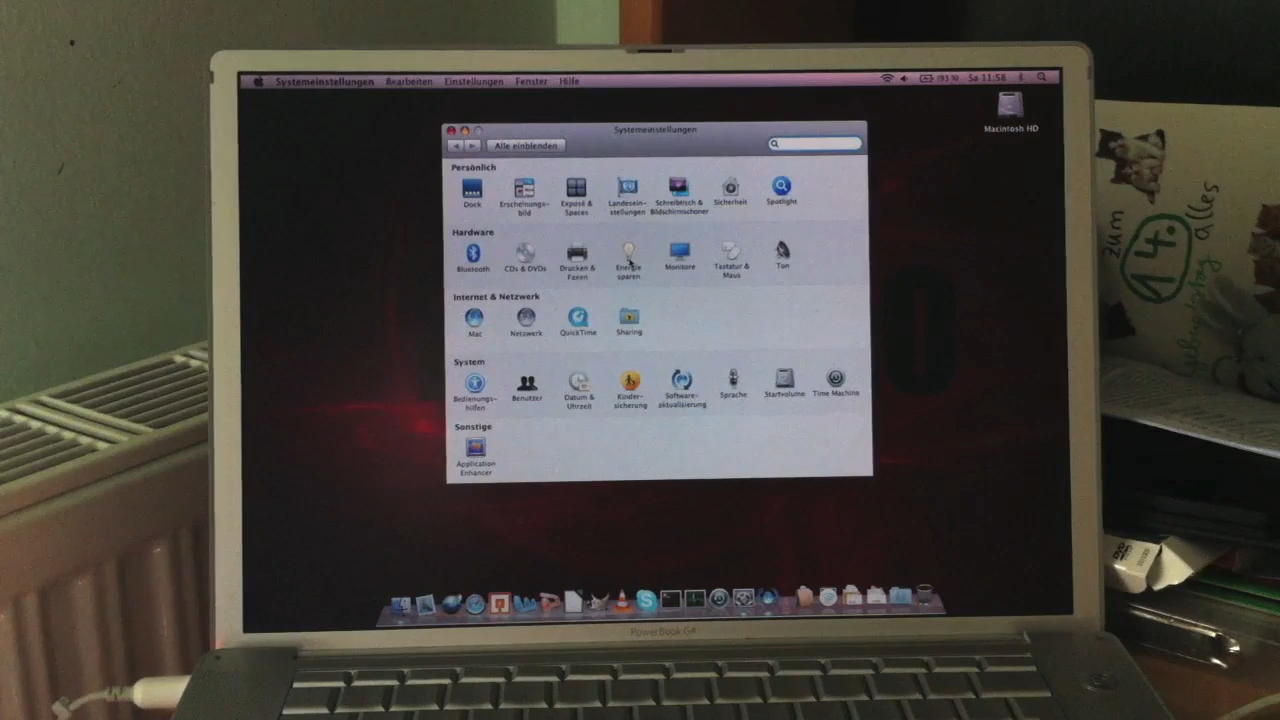 Systemeinstellungen Bearbeiten Einstellungen Fenster Hilfe
Sa 11:58
Macintosh HD
Systemeinstellungen
Alle einblenden
Persönlich
Dock
Erscheinungs-
bild
Exposé &
Spaces
Landesein-
stellungen
Schreibtisch &
Bildschirmschoner
Sicherheit
Spotlight
Hardware
Bluetooth
CDs & DVDs
Drucken &
Faxen
Energie
sparen
Monitore
Tastatur &
Maus
Ton
Internet & Netzwerk
Mac
Netzwerk
QuickTime
Sharing
System
Bedienungs-
hilfen
Benutzer
Datum &
Uhrzeit
Kinder-
sicherung
Software-
aktualisierung
Sprache
Startvolume
Time Machine
Sonstige
Application
Enhancer
PowerBook G4
zum
14.
Geburtstag alles